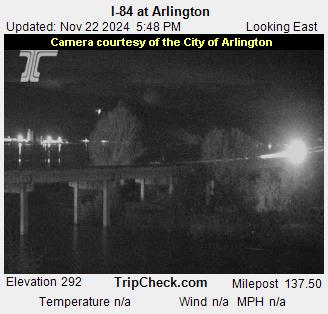 I-84 at Arlington
Updated: Nov 22 2024 5:48 PM Looking East
Camera courtesy of the City of Arlington
Elevation 292 TripCheck.com Milepost 137.50
Temperature n/a Wind n/a MPH n/a